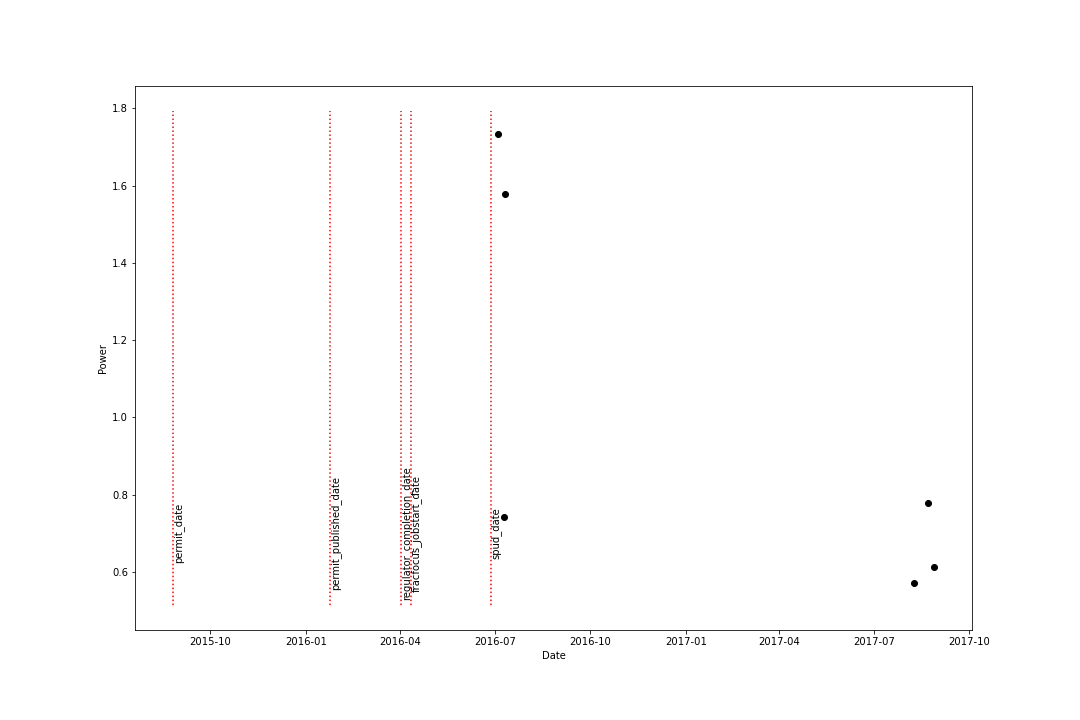 1.8
1.6
1.4
1.2
1.0
0.8
0.6
Power
permit_date
permit_published_date
regulator_completion_date
fracfocus_jobstart_date
spud_date
2015-10
2016-01
2016-04
2016-07
2016-10
2017-01
2017-04
2017-07
2017-10
Date